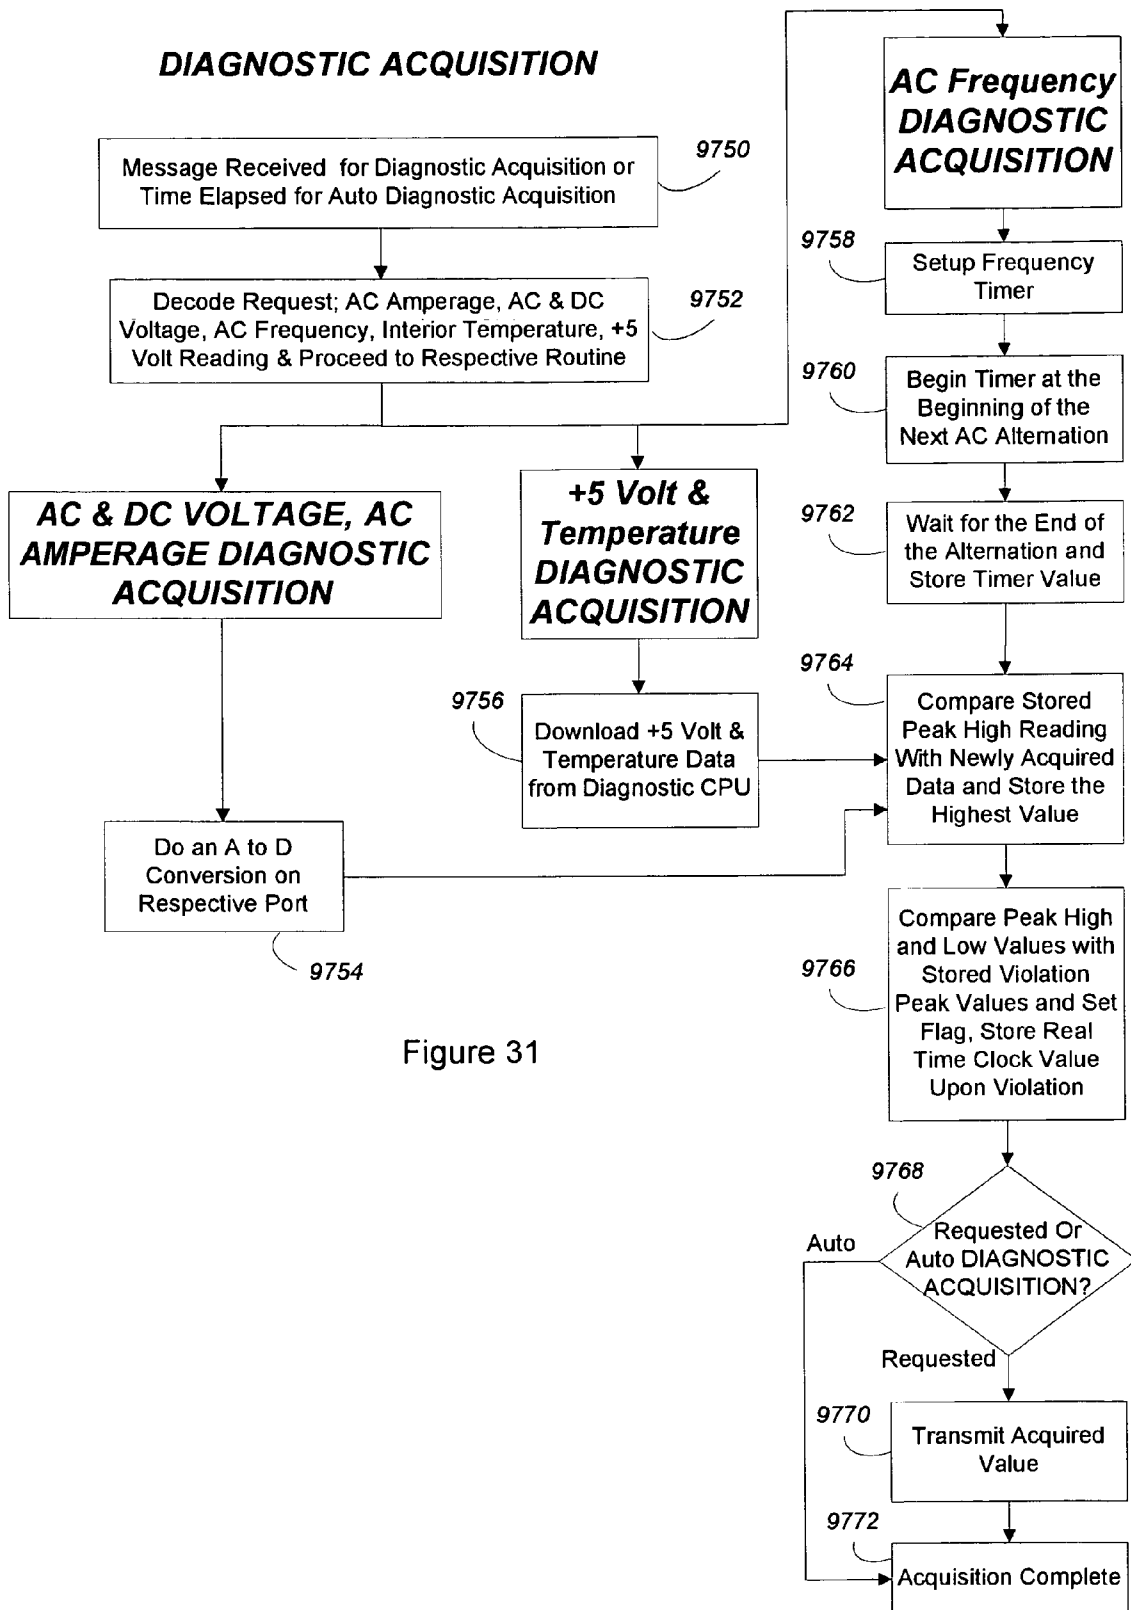 DIAGNOSTIC ACQUISITION
Message Received for Diagnostic Acquisition or
Time Elapsed for Auto Diagnostic Acquisition
9750
Decode Request; AC Amperage, AC & DC
Voltage, AC Frequency, Interior Temperature, +5
Volt Reading & Proceed to Respective Routine
9752
AC & DC VOLTAGE, AC
AMPERAGE DIAGNOSTIC
ACQUISITION
Do an A to D
Conversion on
Respective Port
9754
+5 Volt &
Temperature
DIAGNOSTIC
ACQUISITION
9756
Download +5 Volt &
Temperature Data
from Diagnostic CPU
AC Frequency
DIAGNOSTIC
ACQUISITION
9758
Setup Frequency
Timer
9760
Begin Timer at the
Beginning of the
Next AC Alternation
9762
Wait for the End of
the Alternation and
Store Timer Value
9764
Compare Stored
Peak High Reading
With Newly Acquired
Data and Store the
Highest Value
9766
Compare Peak High
and Low Values with
Stored Violation
Peak Values and Set
Flag, Store Real
Time Clock Value
Upon Violation
9768
Requested Or
Auto DIAGNOSTIC
ACQUISITION?
Auto
Requested
9770
Transmit Acquired
Value
9772
Acquisition Complete
Figure 31